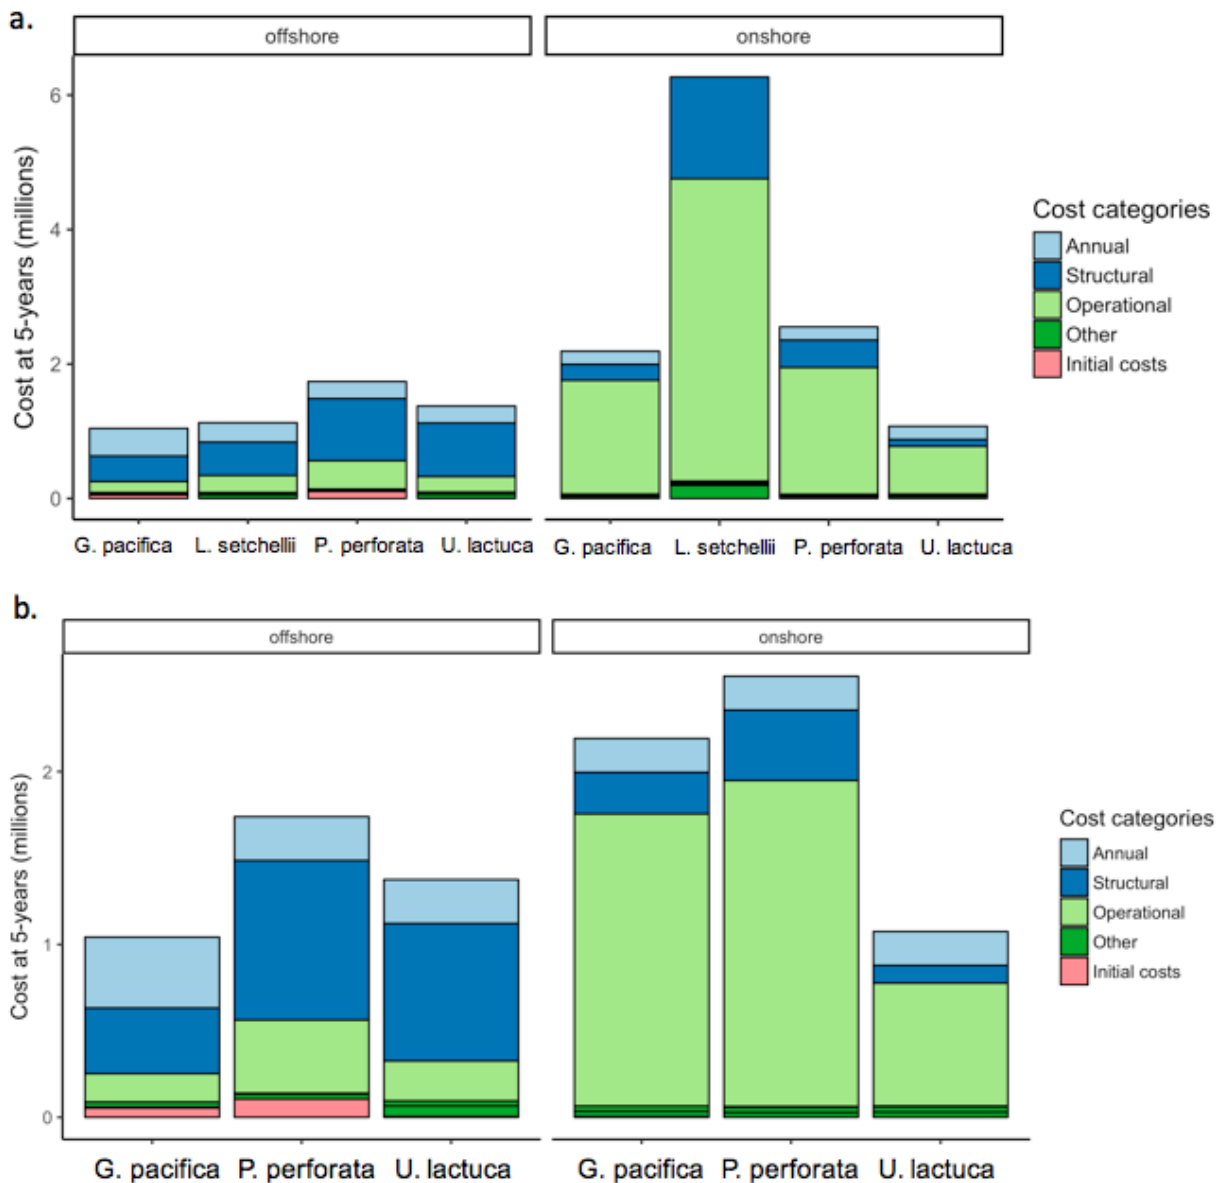 a.
offshore
onshore
Cost at 5-years (millions)
6
4
2
0
G. pacifica
L. setchellii
P. perforata
U. lactuca
G. pacifica
L. setchellii
P. perforata
U. lactuca
Cost categories
Annual
Structural
Operational
Other
Initial costs
b.
offshore
onshore
Cost at 5-years (millions)
2
1
0
G. pacifica
P. perforata
U. lactuca
G. pacifica
P. perforata
U. lactuca
Cost categories
Annual
Structural
Operational
Other
Initial costs